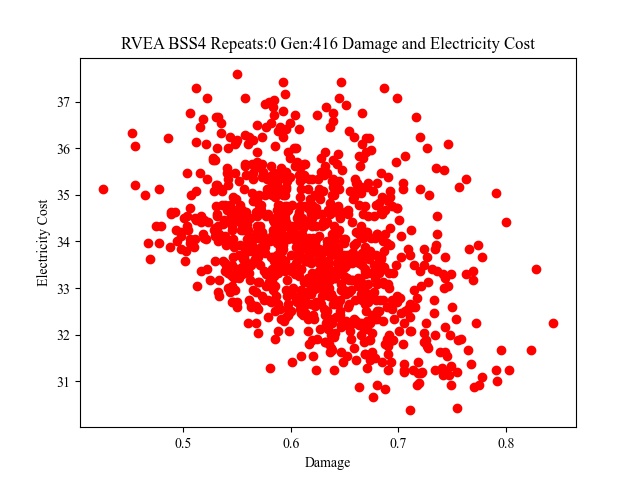 RVEA BSS4 Repeats:0 Gen:416 Damage and Electricity Cost
37
36
35
34
33
32
31
Electricity Cost
0.5 0.6 0.7 0.8
Damage